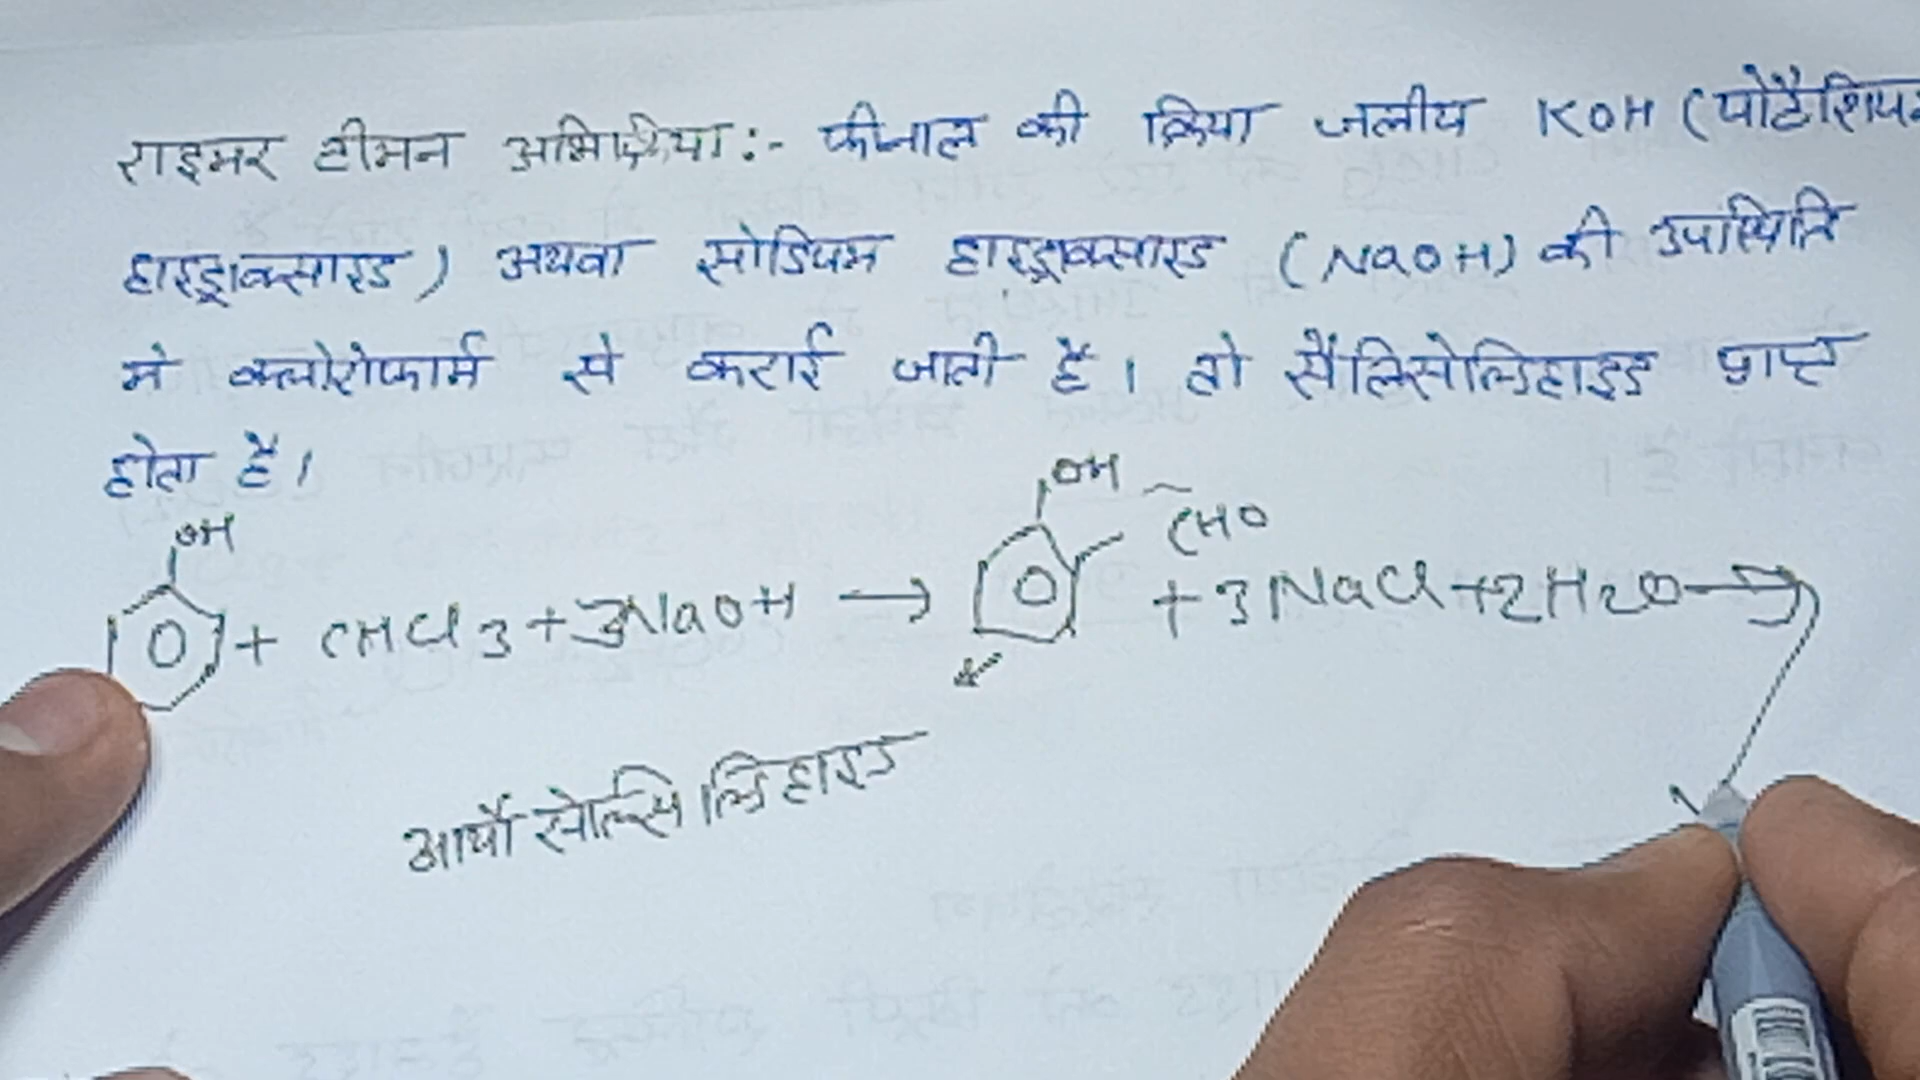 राइमर टीमन अभिक्रिया:- फीनाल की क्रिया जलीय KOH (पोटैशियम
हाइड्राक्साइड) अथवा सोडियम हाइड्राक्साइड (NaOH) की उपस्थिति
मे क्लोरोफार्म से कराई जाती है। तो सैलिसेल्डिहाइड प्राप्त
होता है।
OH OH
CHO
+ CHCl3 + 3NaOH → + 3NaCl + 2H2O →
आर्थो